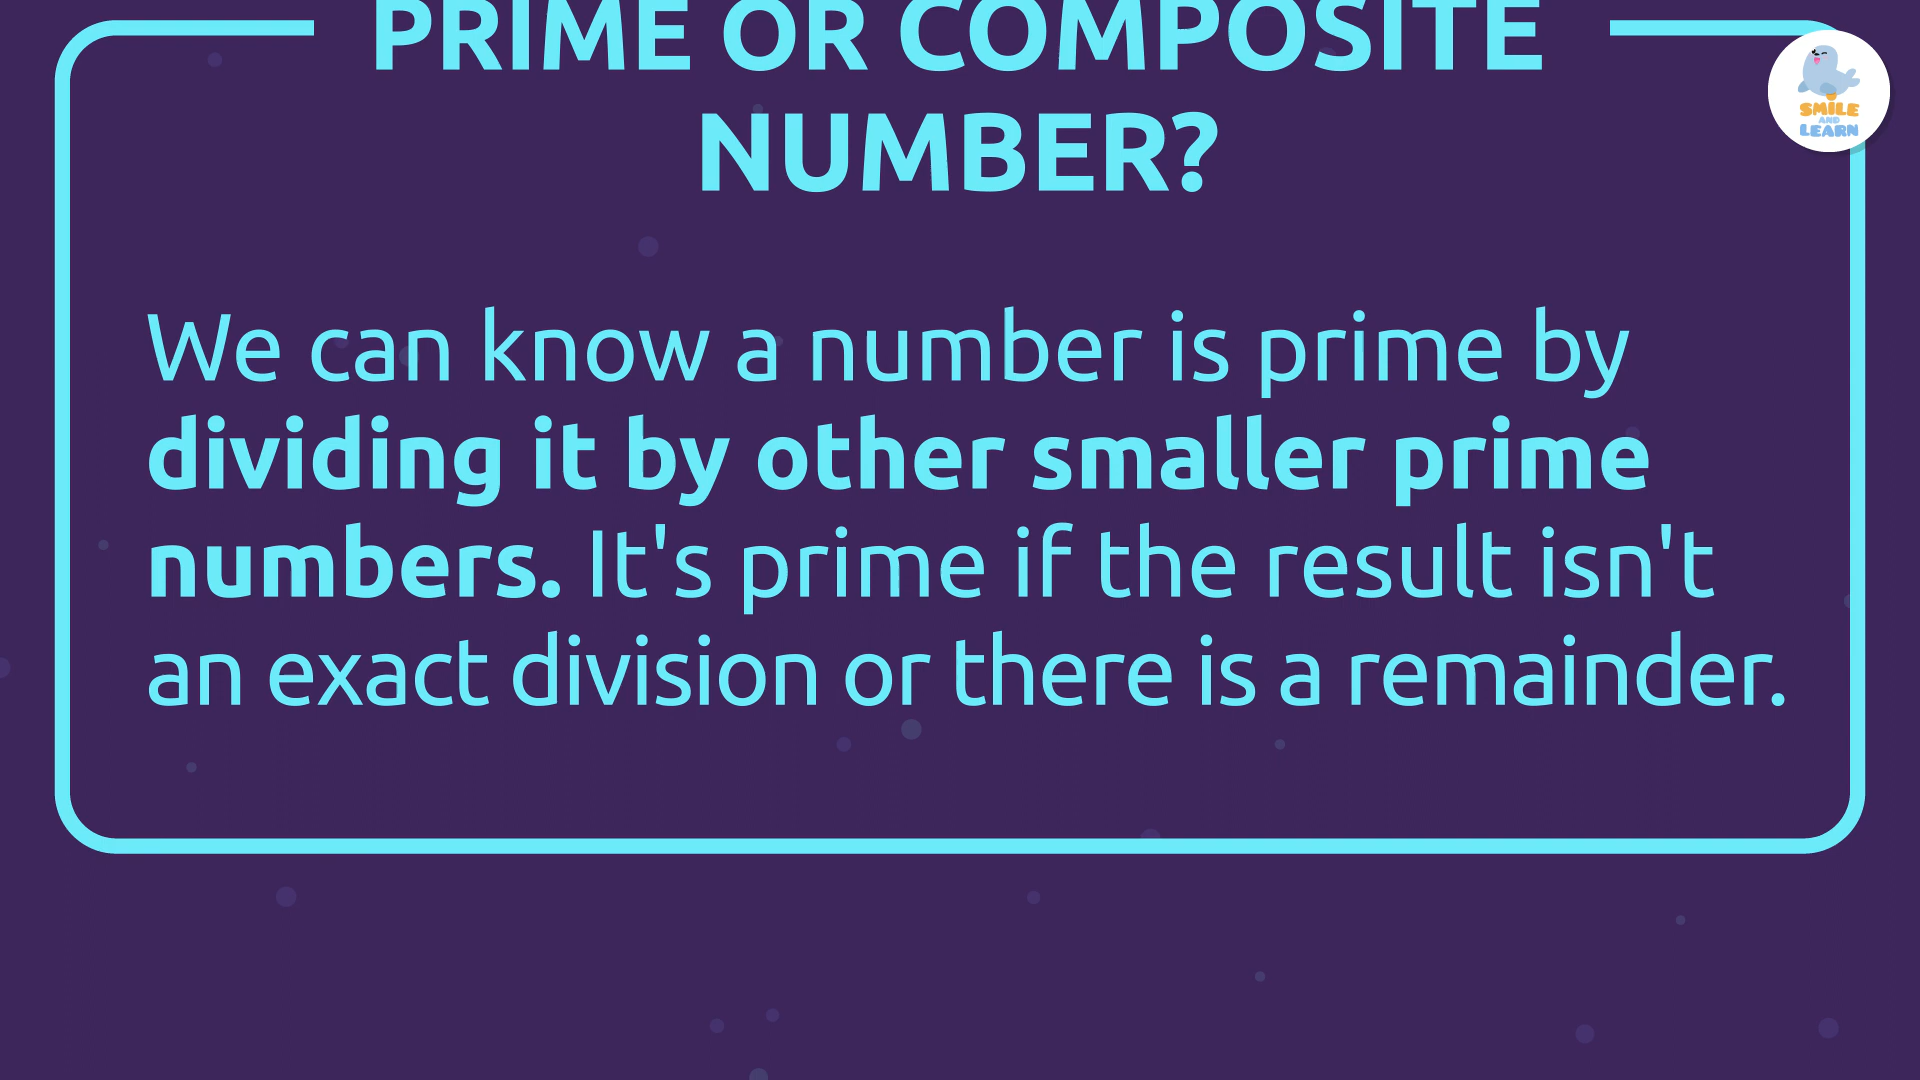 PRIME OR COMPOSITE
NUMBER?
SMILE
AND
LEARN
We can know a number is prime by
dividing it by other smaller prime
numbers. It's prime if the result isn't
an exact division or there is a remainder.